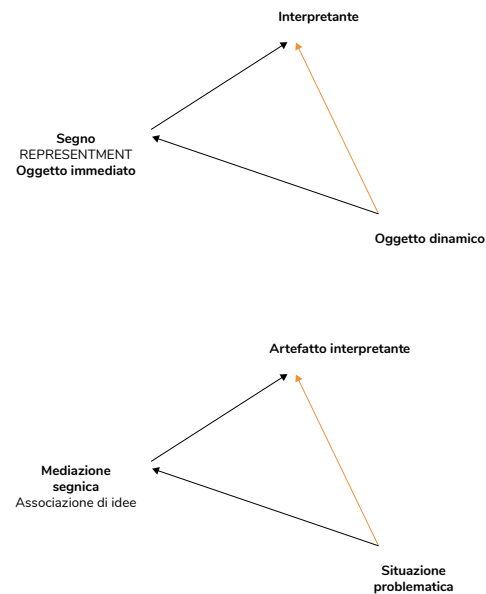 Interpretante
Segno
REPRESENTMENT
Oggetto immediato
Oggetto dinamico
Artefatto interpretante
Mediazione
segnica
Associazione di idee
Situazione
problematica